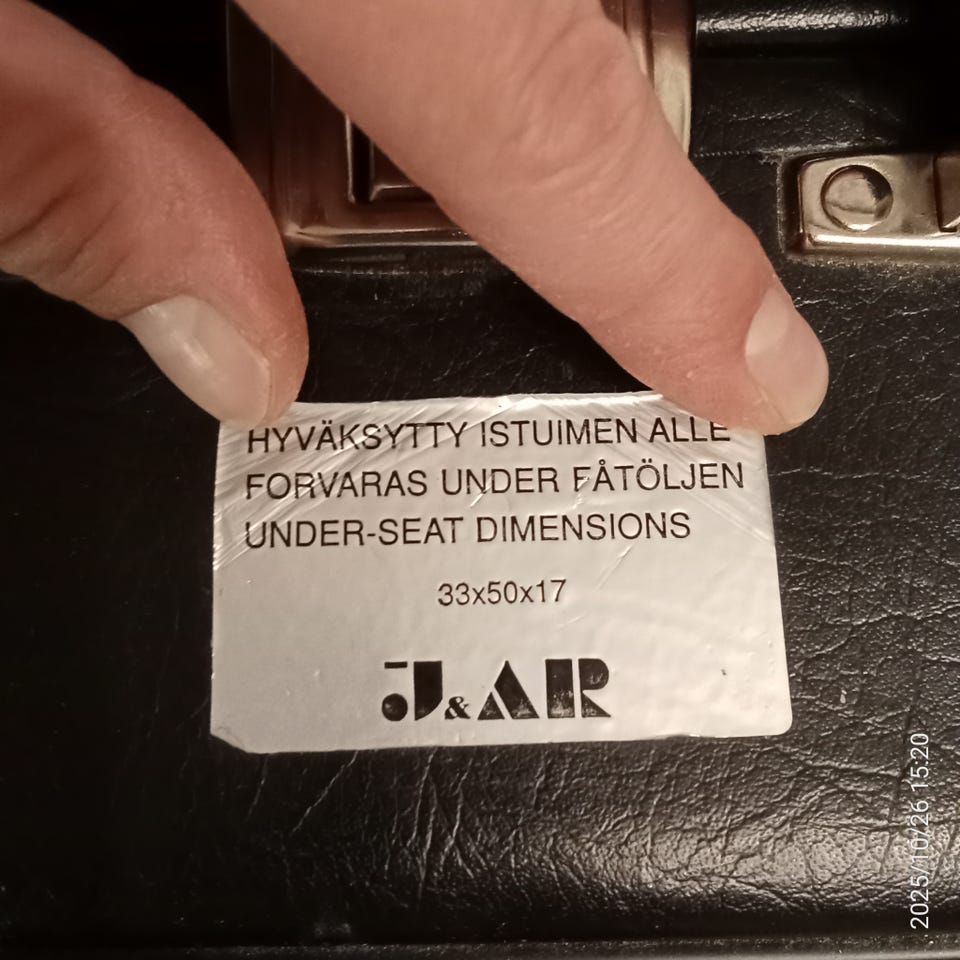 HYVÄKSYTTY ISTUIMEN ALLE
FORVARAS UNDER FÅTÖLJEN
UNDER-SEAT DIMENSIONS
33x50x17
J&AR
2025/10/26 15:20